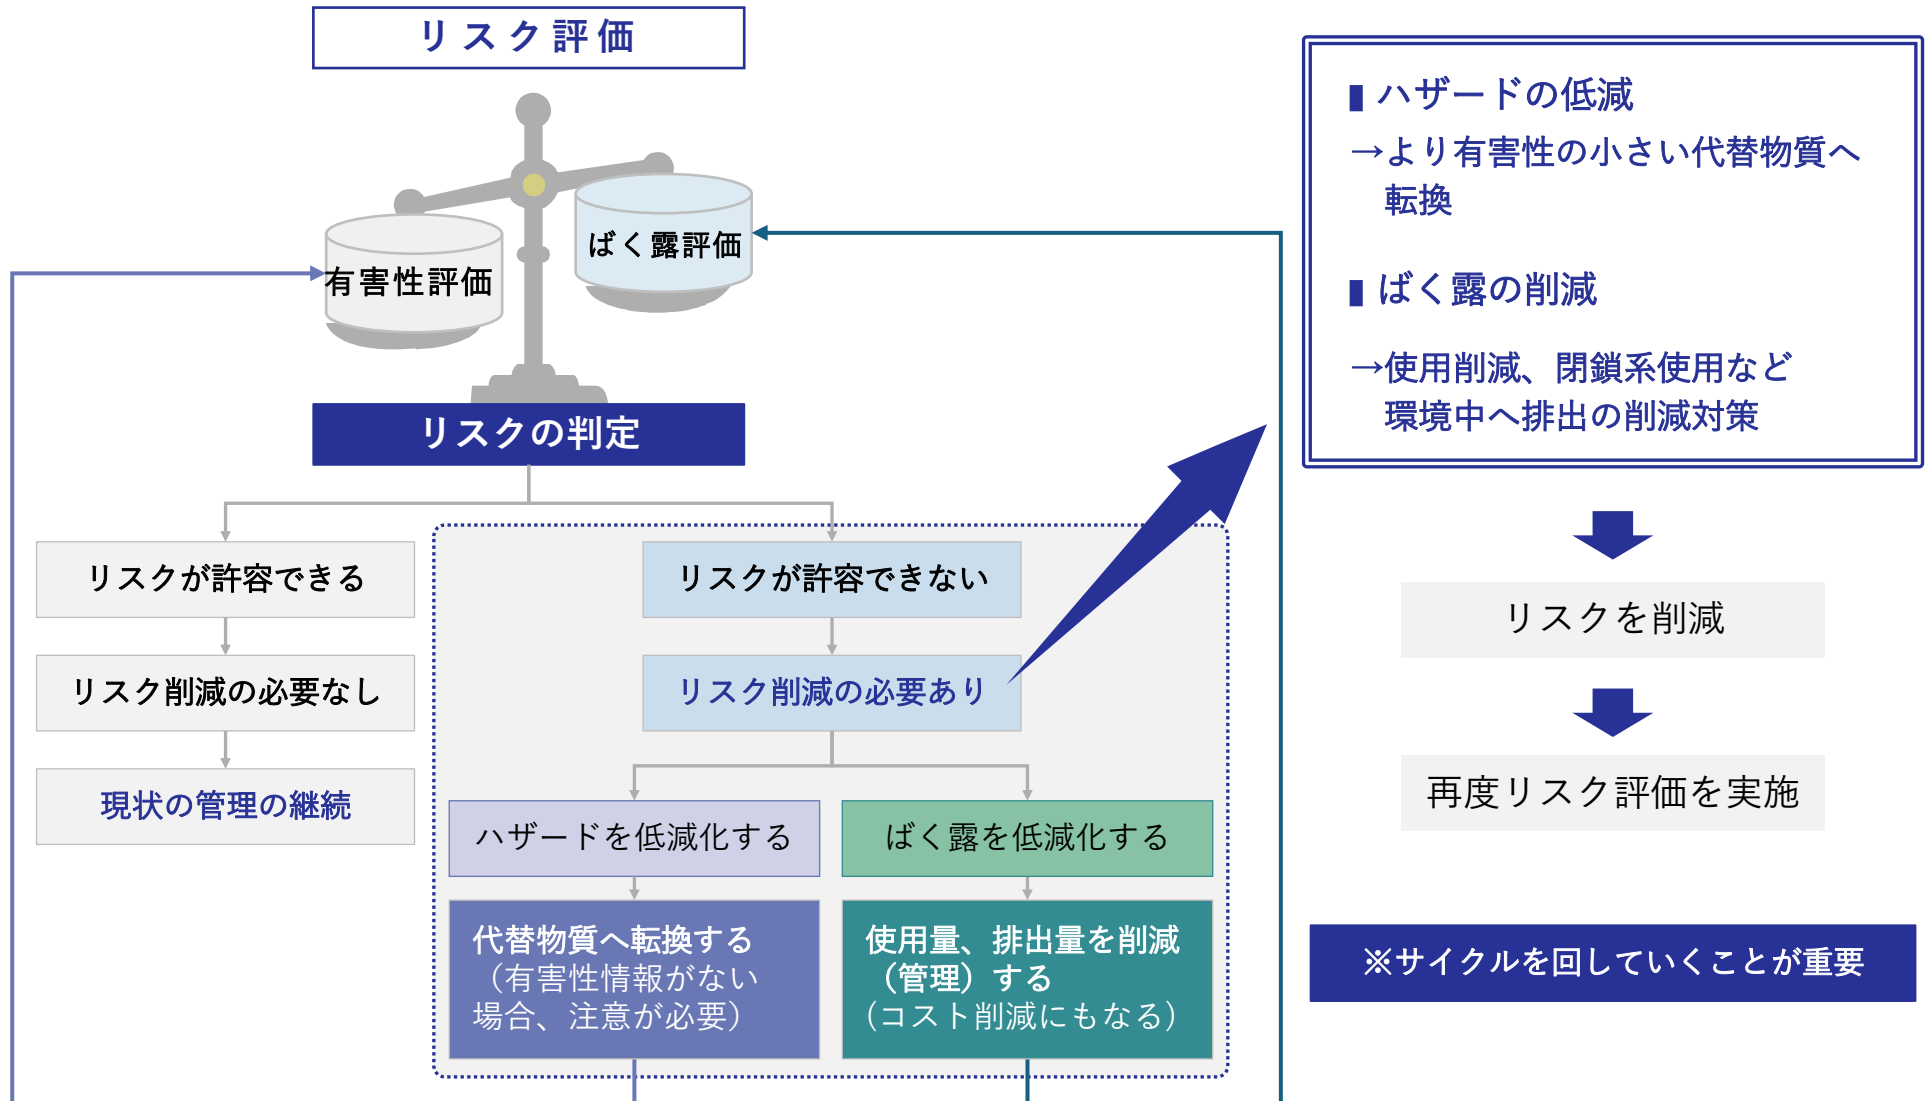 リスク評価
有害性評価
ばく露評価
リスクの判定
リスクが許容できる
リスク削減の必要なし
現状の管理の継続
リスクが許容できない
リスク削減の必要あり
ハザードを低減化する
代替物質へ転換する
（有害性情報がない
場合、注意が必要）
ばく露を低減化する
使用量、排出量を削減
（管理）する
（コスト削減にもなる）
▮ ハザードの低減
→より有害性の小さい代替物質へ
転換
▮ ばく露の削減
→使用削減、閉鎖系使用など
環境中へ排出の削減対策
リスクを削減
再度リスク評価を実施
※サイクルを回していくことが重要